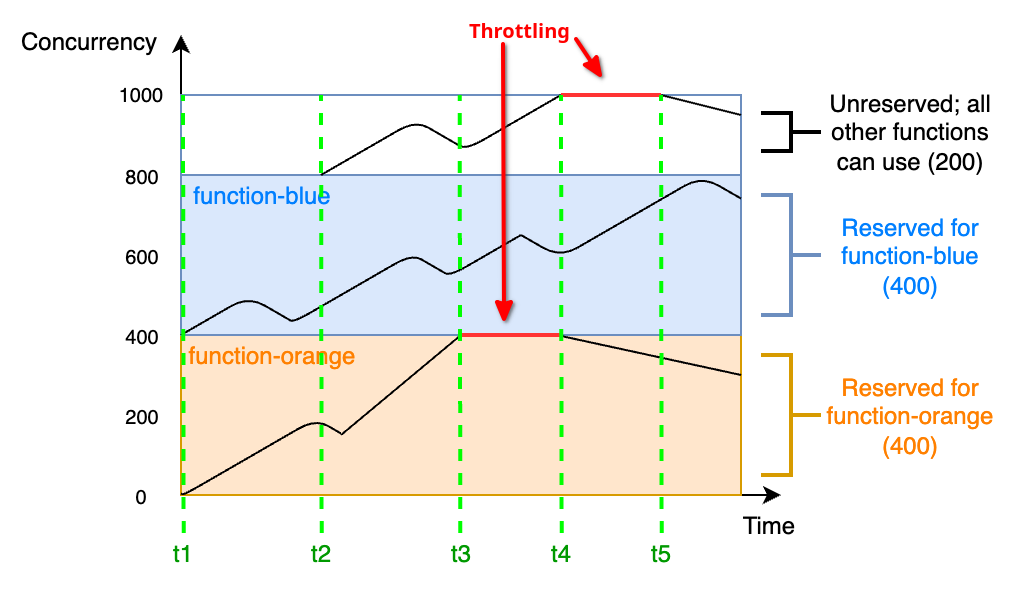 Throttling
Concurrency
1000
800
600
400
200
0
function-blue
function-orange
Unreserved; all
other functions
can use (200)
Reserved for
function-blue
(400)
Reserved for
function-orange
(400)
Time
t1
t2
t3
t4
t5